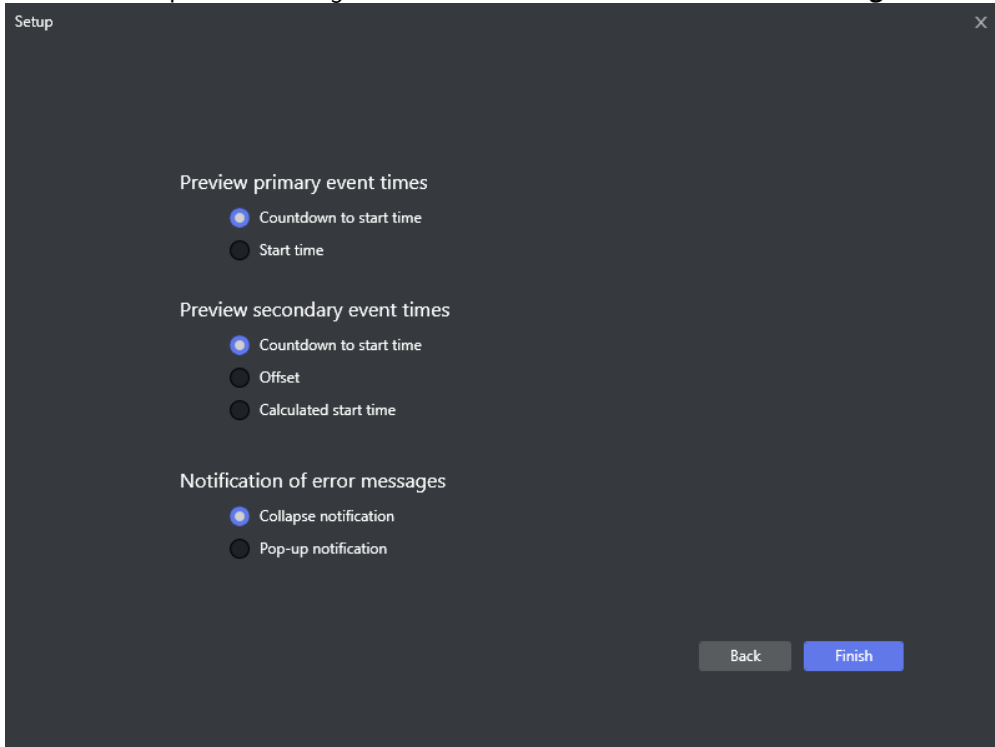 Setup
X
Preview primary event times
Countdown to start time
Start time
Preview secondary event times
Countdown to start time
Offset
Calculated start time
Notification of error messages
Collapse notification
Pop-up notification
Back
Finish